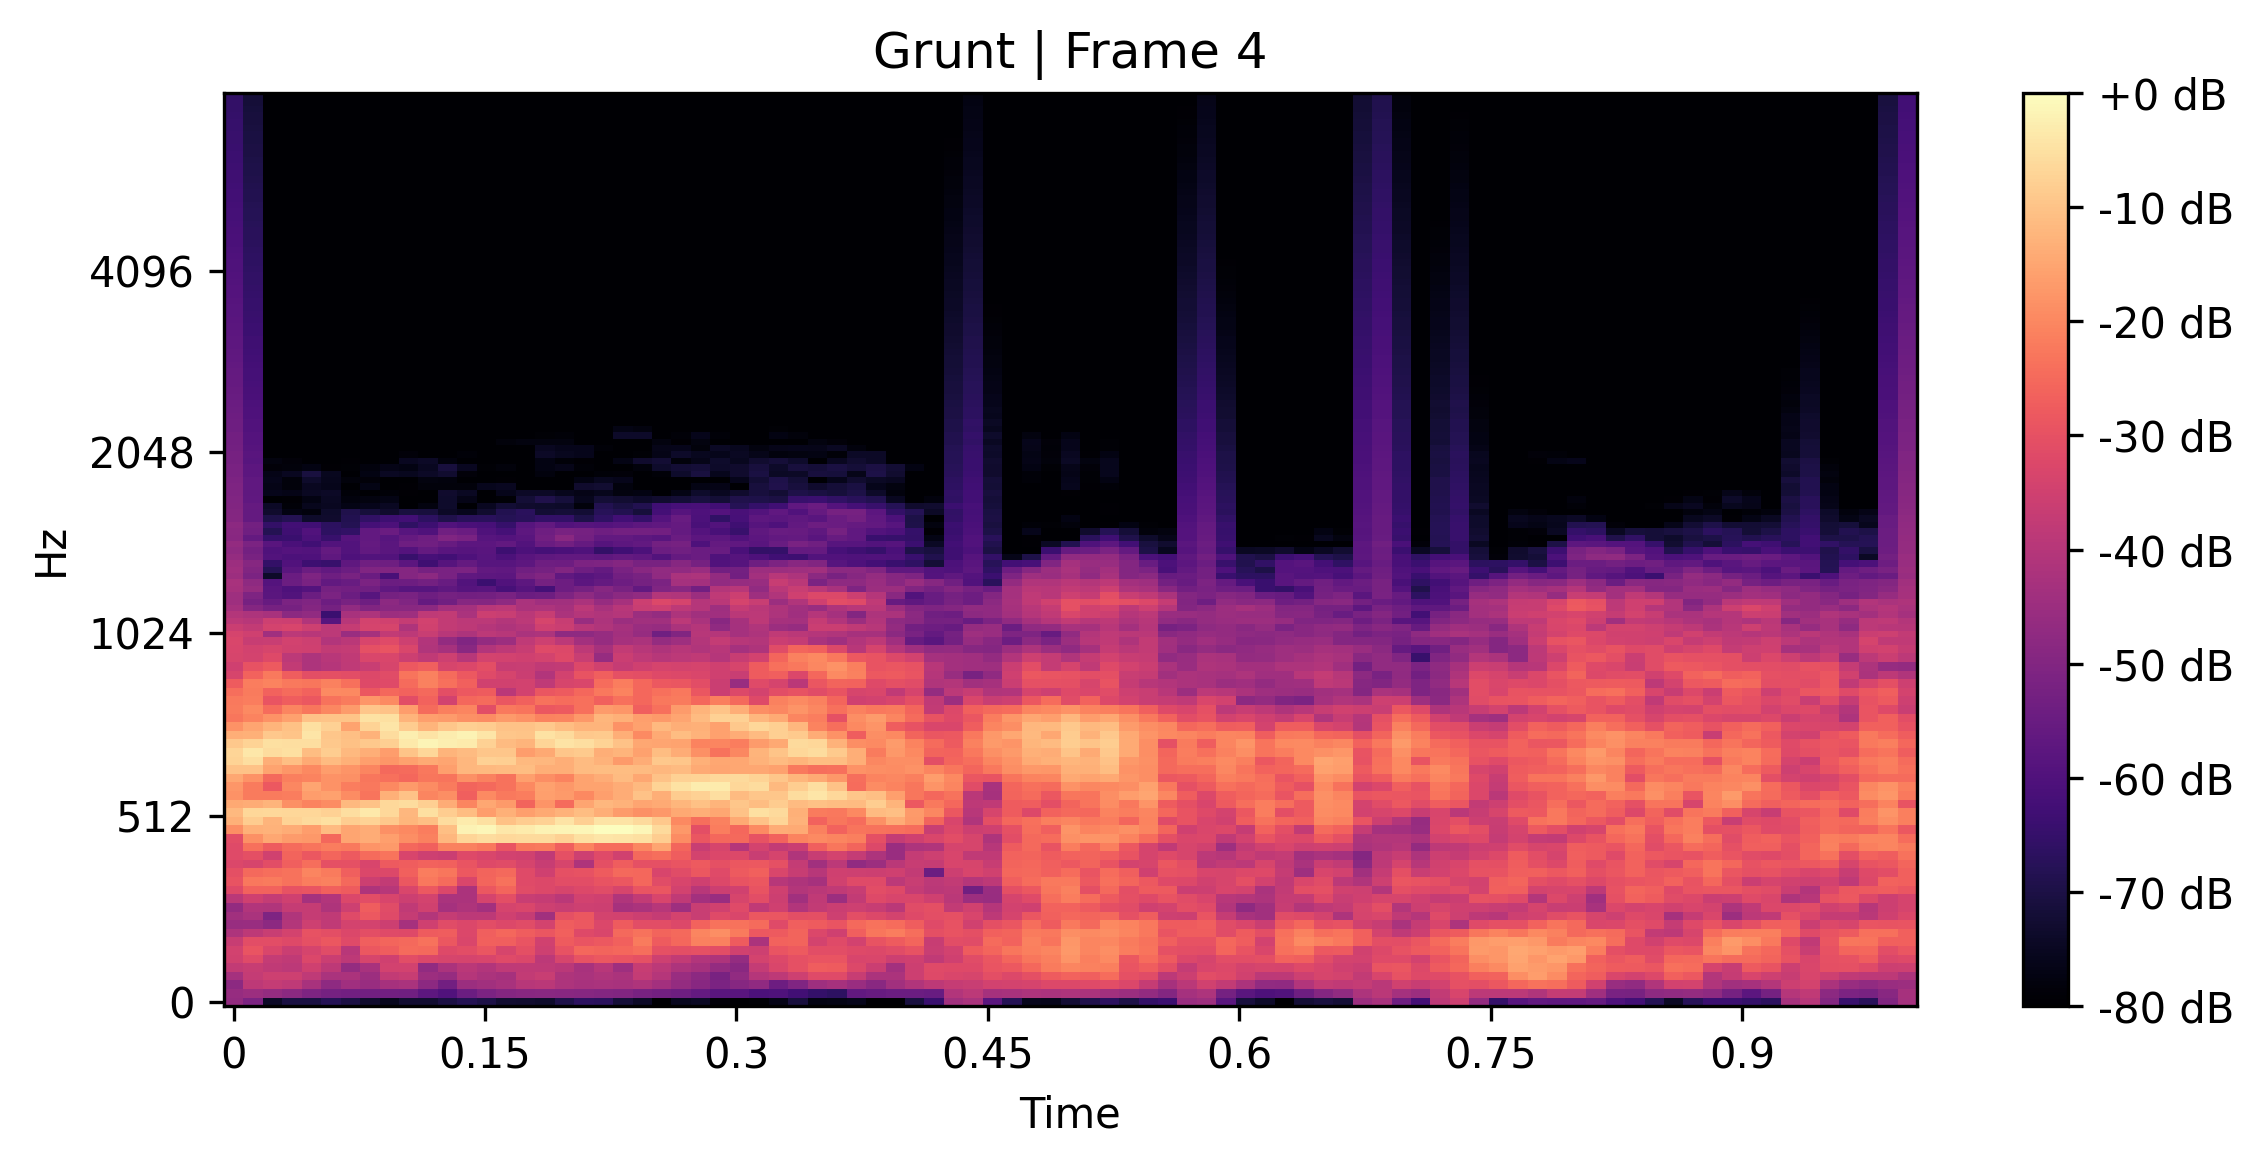 Grunt | Frame 4
Hz
4096
2048
1024
512
0
0 0.15 0.3 0.45 0.6 0.75 0.9
Time
+0 dB
-10 dB
-20 dB
-30 dB
-40 dB
-50 dB
-60 dB
-70 dB
-80 dB